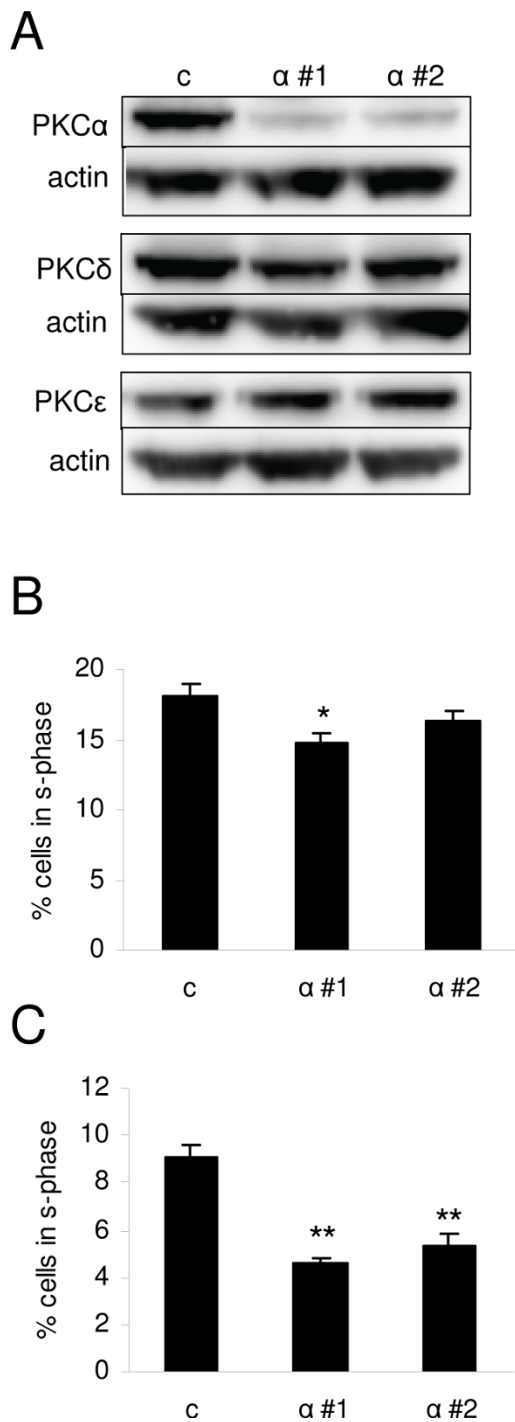 A
c α #1 α #2
PKCα
actin
PKCδ
actin
PKCε
actin
B
% cells in s-phase
20
15
10
5
0
*
c α #1 α #2
C
% cells in s-phase
12
10
8
6
4
2
0
** **
c α #1 α #2